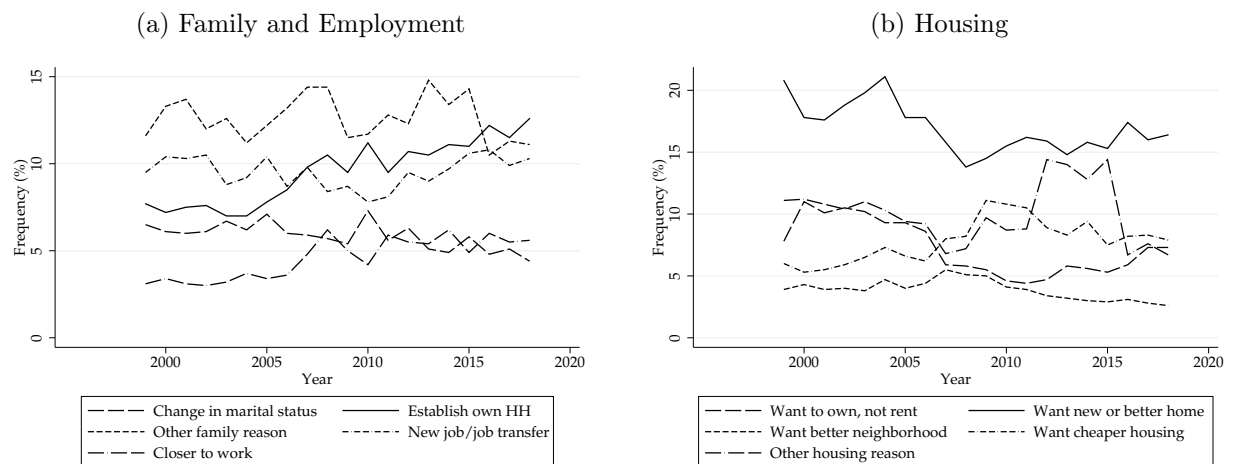 (a) Family and Employment
Frequency (%)
15
10
5
0
2000 2005 2010 2015 2020
Year
Change in marital status Establish own HH
Other family reason New job/job transfer
Closer to work
(b) Housing
Frequency (%)
20
15
10
5
0
2000 2005 2010 2015 2020
Year
Want to own, not rent Want new or better home
Want better neighborhood Want cheaper housing
Other housing reason